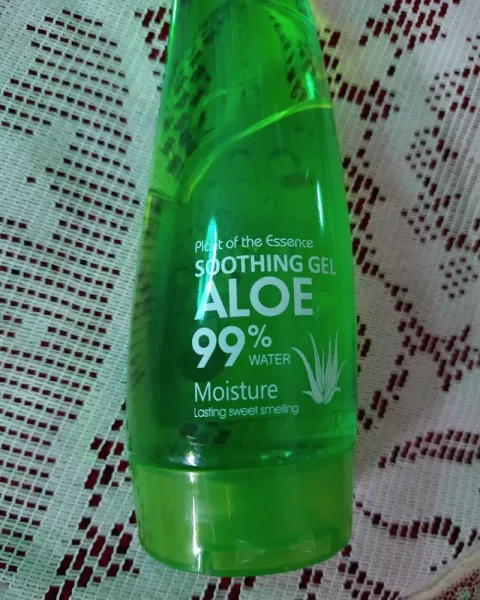 Plant of the Essence
SOOTHING GEL
ALOE
99%
WATER
Moisture
Lasting sweet smelling